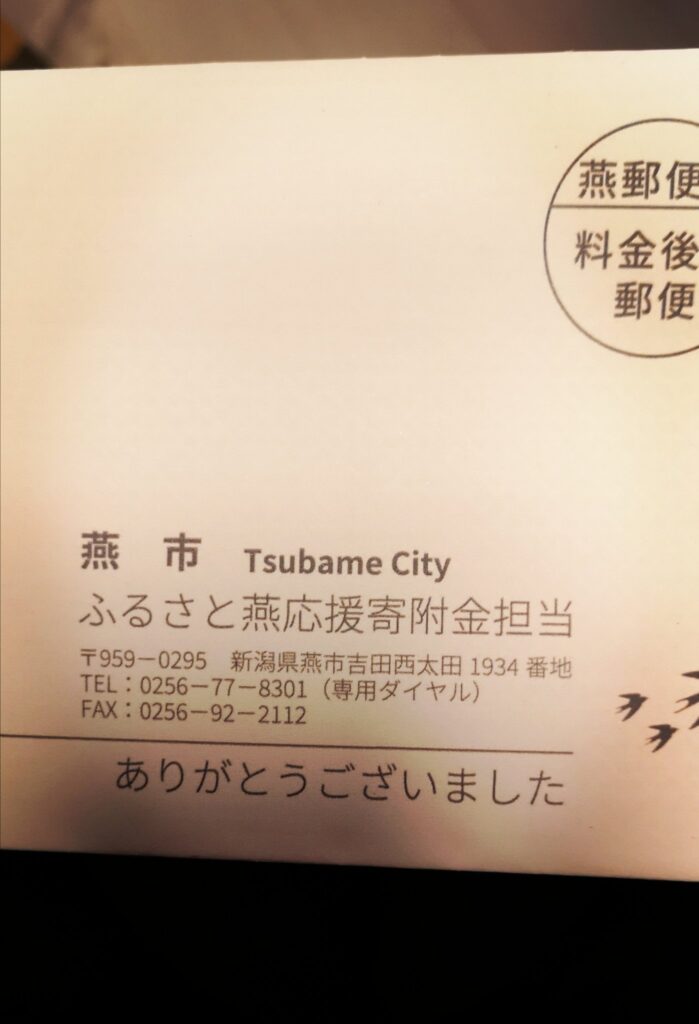 燕郵便
料金後
郵便
燕 市 Tsubame City
ふるさと燕応援寄附金担当
〒959－0295 新潟県燕市吉田西太田 1934 番地
TEL：0256－77－8301（専用ダイヤル）
FAX：0256－92－2112
ありがとうございました